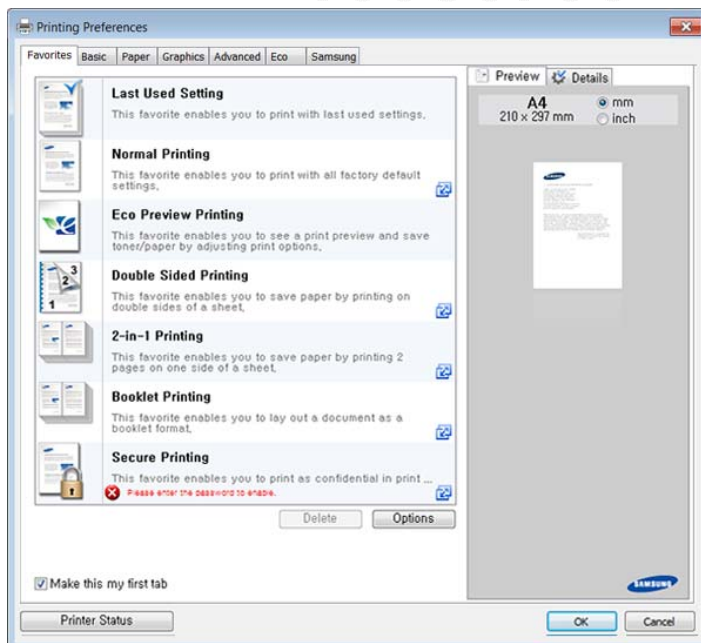 Printing Preferences
Favorites Basic Paper Graphics Advanced Eco Samsung
Last Used Setting
This favorite enables you to print with last used settings,
Normal Printing
This favorite enables you to print with all factory default
settings,
Eco Preview Printing
This favorite enables you to see a print preview and save
toner/paper by adjusting print options,
3
2
1
Double Sided Printing
This favorite enables you to save paper by printing on
double sides of a sheet,
2-in-1 Printing
This favorite enables you to save paper by printing 2
pages on one side of a sheet,
Booklet Printing
This favorite enables you to lay out a document as a
booklet format,
Secure Printing
This favorite enables you to print as confidential in print ...
Please enter the password to enable.
Delete Options
Make this my first tab
Preview Details
A4 mm
210 x 297 mm inch
SAMSUNG
Printer Status OK Cancel